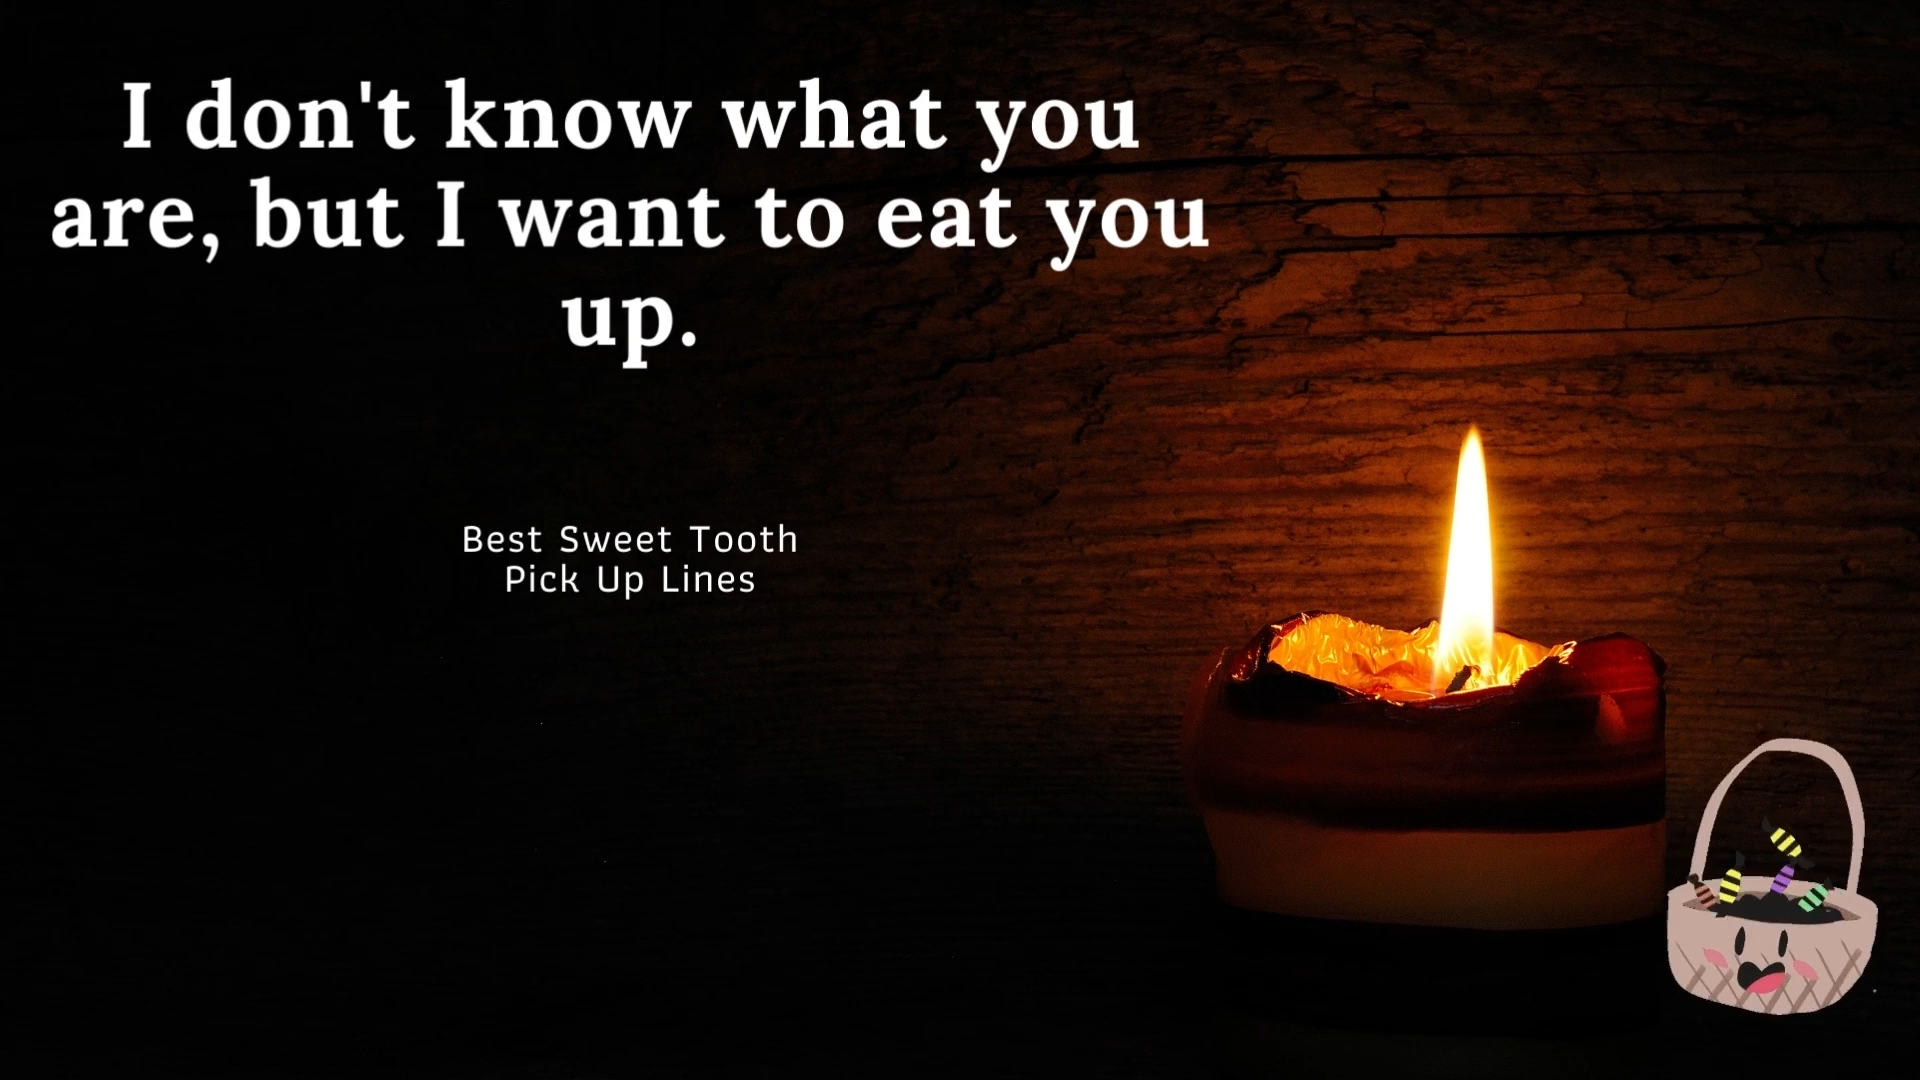 I don't know what you
are, but I want to eat you
up.
Best Sweet Tooth
Pick Up Lines